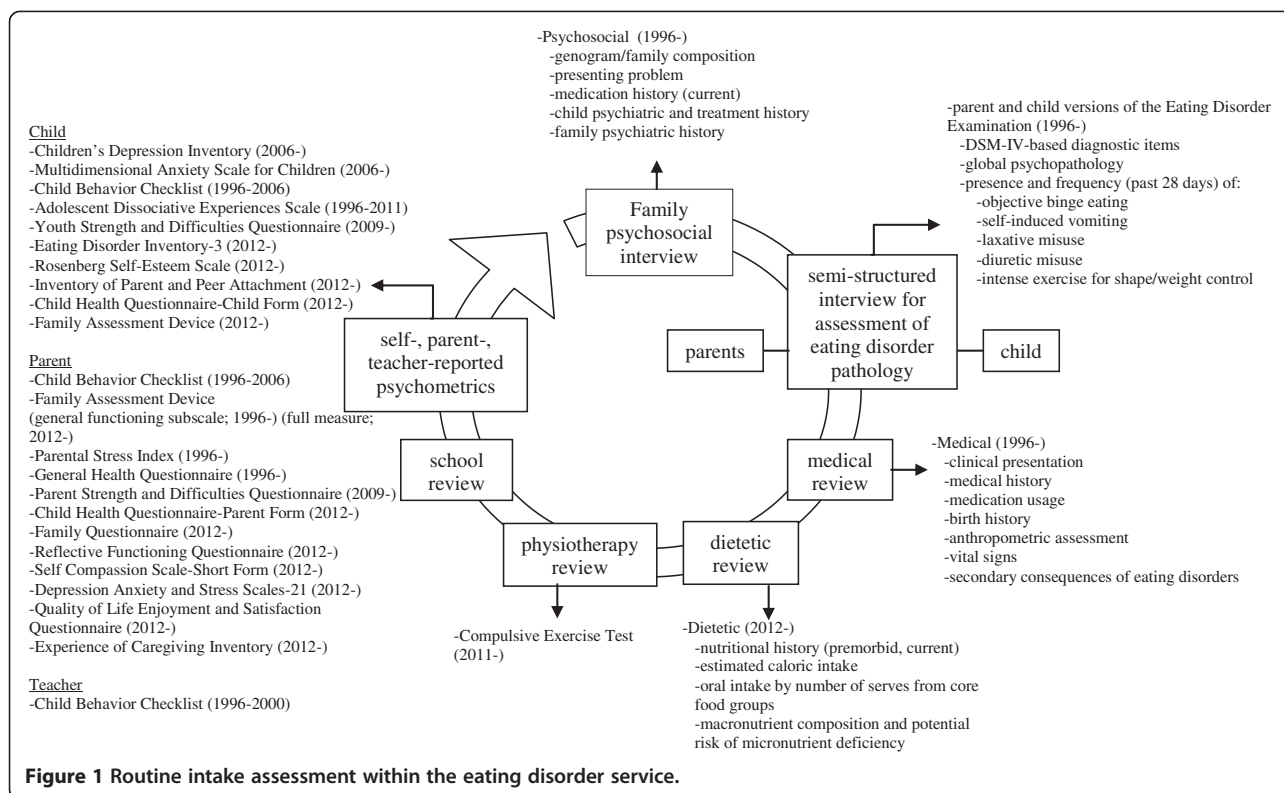 -Psychosocial (1996-)
-genogram/family composition
-presenting problem
-medication history (current)
-child psychiatric and treatment history
-family psychiatric history
-parent and child versions of the Eating Disorder
Examination (1996-)
-DSM-IV-based diagnostic items
-global psychopathology
-presence and frequency (past 28 days) of:
-objective binge eating
-self-induced vomiting
-laxative misuse
-diuretic misuse
-intense exercise for shape/weight control
Child
-Children's Depression Inventory (2006-)
-Multidimensional Anxiety Scale for Children (2006-)
-Child Behavior Checklist (1996-2006)
-Adolescent Dissociative Experiences Scale (1996-2011)
-Youth Strength and Difficulties Questionnaire (2009-)
-Eating Disorder Inventory-3 (2012-)
-Rosenberg Self-Esteem Scale (2012-)
-Inventory of Parent and Peer Attachment (2012-)
-Child Health Questionnaire-Child Form (2012-)
-Family Assessment Device (2012-)
Parent
-Child Behavior Checklist (1996-2006)
-Family Assessment Device
(general functioning subscale; 1996-) (full measure;
2012-)
-Parental Stress Index (1996-)
-General Health Questionnaire (1996-)
-Parent Strength and Difficulties Questionnaire (2009-)
-Child Health Questionnaire-Parent Form (2012-)
-Family Questionnaire (2012-)
-Reflective Functioning Questionnaire (2012-)
-Self Compassion Scale-Short Form (2012-)
-Depression Anxiety and Stress Scales-21 (2012-)
-Quality of Life Enjoyment and Satisfaction
Questionnaire (2012-)
-Experience of Caregiving Inventory (2012-)
Teacher
-Child Behavior Checklist (1996-2000)
Family
psychosocial
interview
semi-structured
interview for
assessment of
eating disorder
pathology
parents
child
self-, parent-,
teacher-reported
psychometrics
school
review
medical
review
physiotherapy
review
dietetic
review
-Medical (1996-)
-clinical presentation
-medical history
-medication usage
-birth history
-anthropometric assessment
-vital signs
-secondary consequences of eating disorders
-Compulsive Exercise Test
(2011-)
-Dietetic (2012-)
-nutritional history (premorbid, current)
-estimated caloric intake
-oral intake by number of serves from core
food groups
-macronutrient composition and potential
risk of micronutrient deficiency
Figure 1 Routine intake assessment within the eating disorder service.